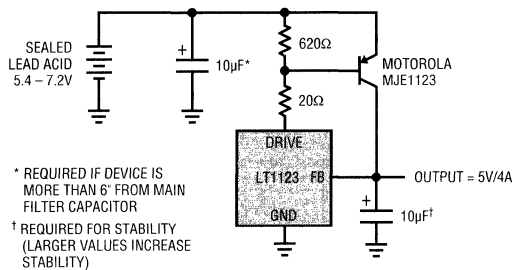 SEALED
LEAD ACID
5.4 – 7.2V
+
10µF*
620Ω
20Ω
MOTOROLA
MJE1123
DRIVE
LT1123 FB
GND
OUTPUT = 5V/4A
+
10µF†
* REQUIRED IF DEVICE IS
MORE THAN 6" FROM MAIN
FILTER CAPACITOR
† REQUIRED FOR STABILITY
(LARGER VALUES INCREASE
STABILITY)